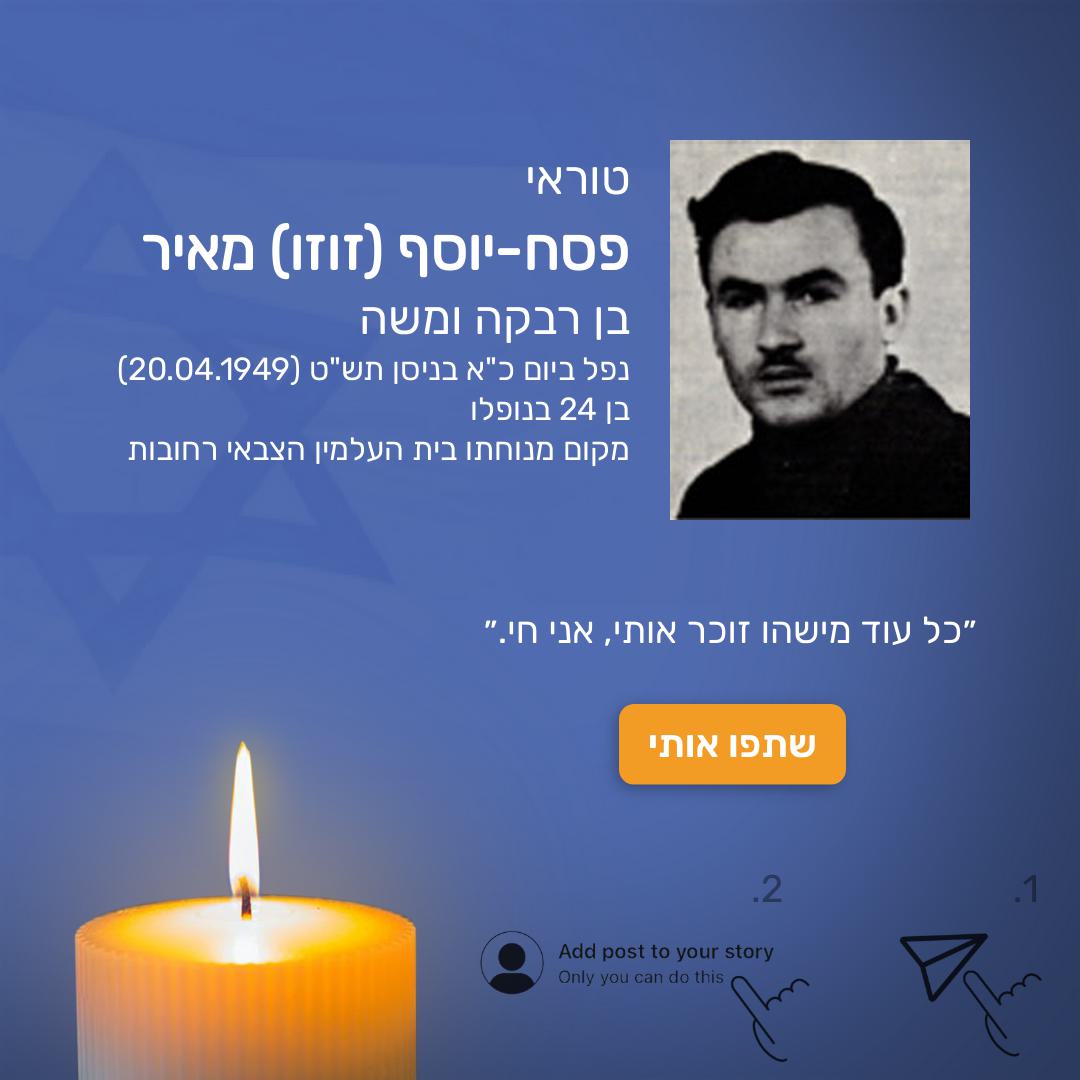 טוראי
פסח-יוסף (זוזו) מאיר
בן רבקה ומשה
נפל ביום כ"א בניסן תש"ט (20.04.1949)
בן 24 בנופלו
מקום מנוחתו בית העלמין הצבאי רחובות
״כל עוד מישהו זוכר אותי, אני חי.״
שתפו אותי
.1
.2
Add post to your story
Only you can do this